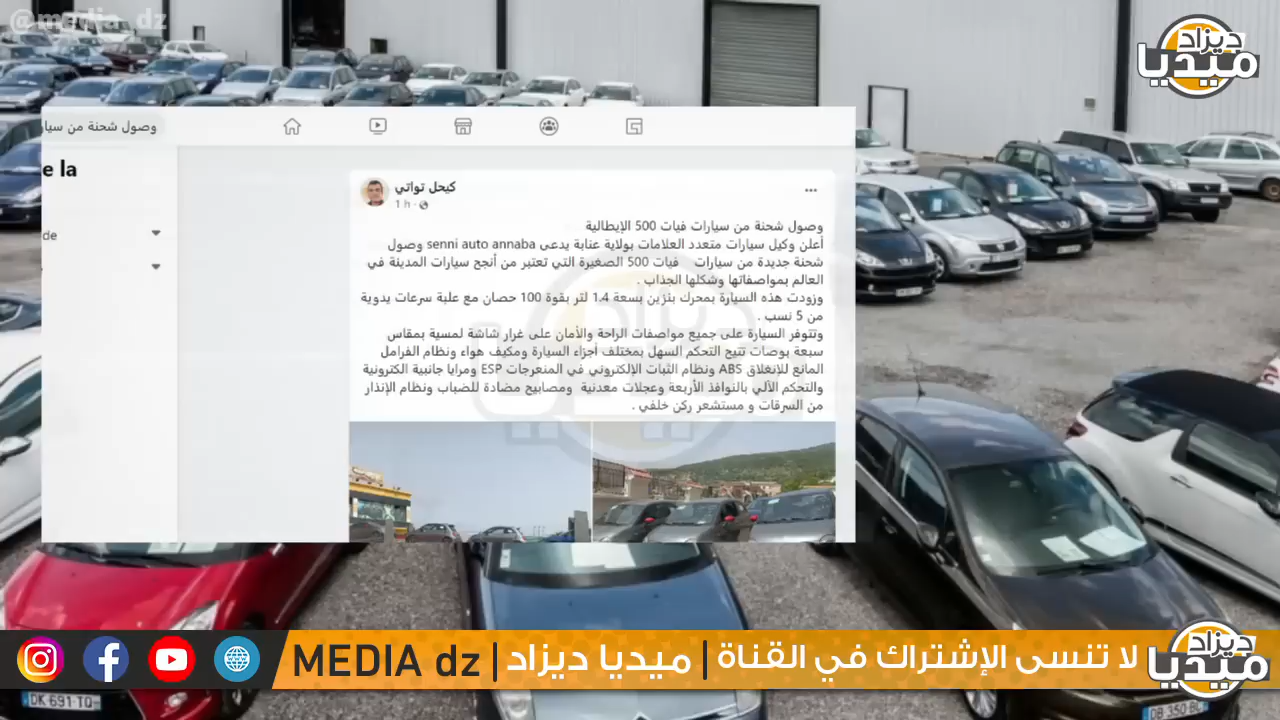 @media_dz
ديزاد
ميديا
وصول شحنة من سيار
e la
de
كيحل تواتي
1 h
وصول شحنة من سيارات فيات 500 الإيطالية
أعلن وكيل سيارات متعدد العلامات بولاية عنابة يدعى senni auto annaba وصول
شحنة جديدة من سيارات فيات 500 الصغيرة التي تعتبر من أنجح سيارات المدينة في
العالم بمواصفاتها وشكلها الجذاب .
وزودت هذه السيارة بمحرك بنزين بسعة 1.4 لتر بقوة 100 حصان مع علبة سرعات يدوية
من 5 نسب .
وتتوفر السيارة على جميع مواصفات الراحة والأمان على غرار شاشة لمسية بمقاس
سبعة بوصات تتيح التحكم السهل بمختلف أجزاء السيارة ومكيف هواء ونظام الفرامل
المانع للإنغلاق ABS ونظام الثبات الإلكتروني في المنعرجات ESP ومرايا جانبية الكترونية
والتحكم الآلي بالنوافذ الأربعة وعجلات معدنية ومصابيح مضادة للضباب ونظام الإنذار
من السرقات و مستشعر ركن خلفي .
لا تنسى الإشتراك في القناة | ميديا ديزاد | MEDIA dz
ديزاد
ميديا
DK 691 TQ
DB 350 BC